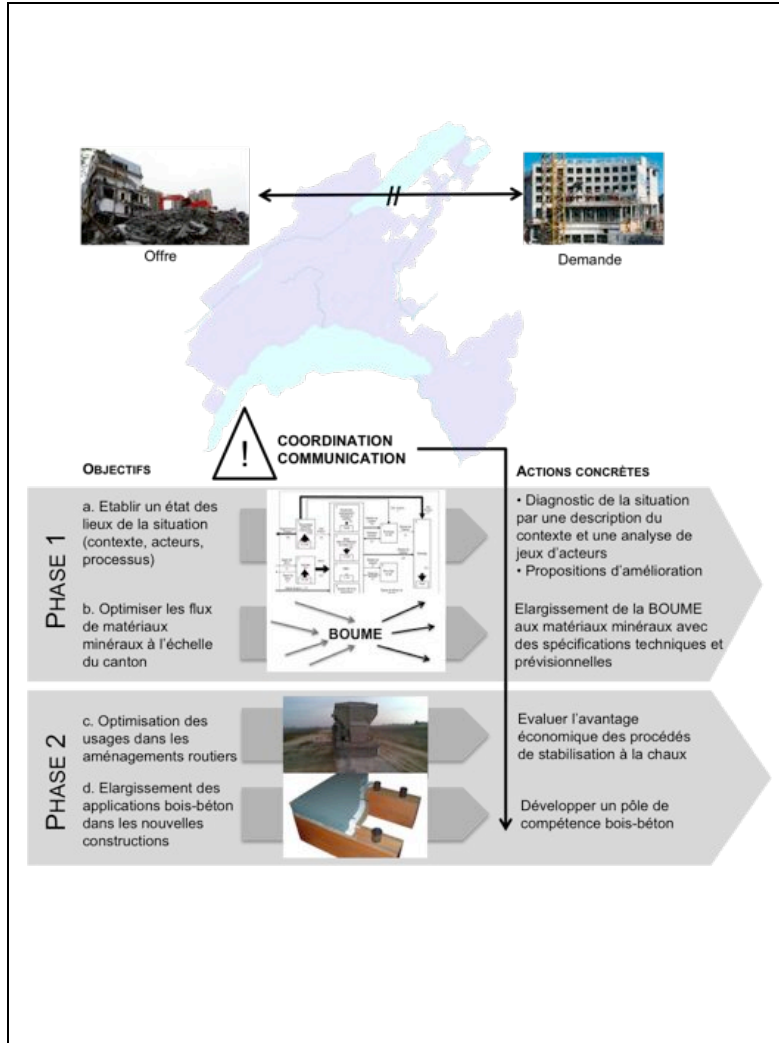 Offre
Demande
!
COORDINATION
COMMUNICATION
OBJECTIFS
ACTIONS CONCRÈTES
PHASE 1
a. Etablir un état des
lieux de la situation
(contexte, acteurs,
processus)
• Diagnostic de la situation
par une description du
contexte et une analyse de
jeux d'acteurs
• Propositions d'amélioration
b. Optimiser les flux
de matériaux
minéraux à l'échelle
du canton
BOUME
Elargissement de la BOUME
aux matériaux minéraux avec
des spécifications techniques et
prévisionnelles
PHASE 2
c. Optimisation des
usages dans les
aménagements routiers
Evaluer l'avantage
économique des procédés
de stabilisation à la chaux
d. Elargissement des
applications bois-béton
dans les nouvelles
constructions
Développer un pôle de
compétence bois-béton